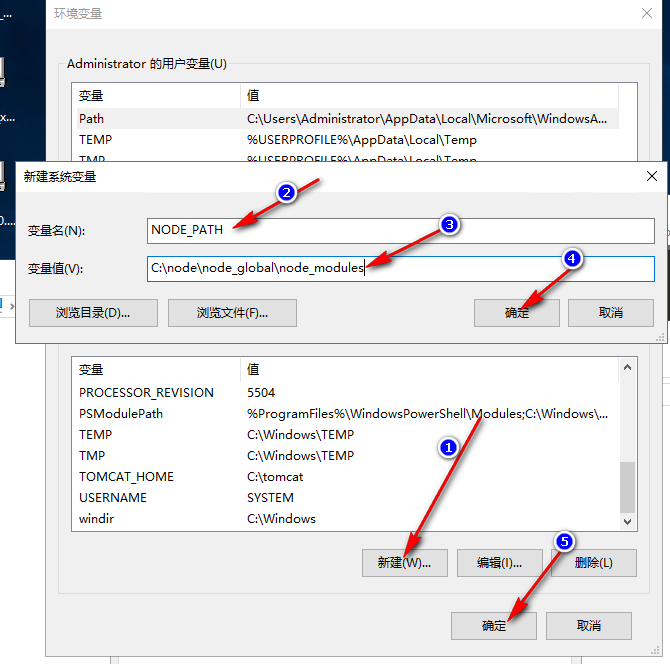 环境变量
Administrator 的用户变量(U)
变量 值
Path C:\Users\Administrator\AppData\Local\Microsoft\WindowsA...
TEMP %USERPROFILE%\AppData\Local\Temp
TMP %USERPROFILE%\AppData\Local\Temp
新建系统变量
2
变量名(N): NODE_PATH
3
变量值(V): C:\node\node_global\node_modules
4
浏览目录(D)... 浏览文件(F)... 确定 取消
变量 值
PROCESSOR_REVISION 5504
PSModulePath %ProgramFiles%\WindowsPowerShell\Modules;C:\Windows\...
TEMP C:\Windows\TEMP
1
TMP C:\Windows\TEMP
TOMCAT_HOME C:\tomcat
USERNAME SYSTEM
windir C:\Windows
5
新建(W)... 编辑(I)... 删除(L)
确定 取消